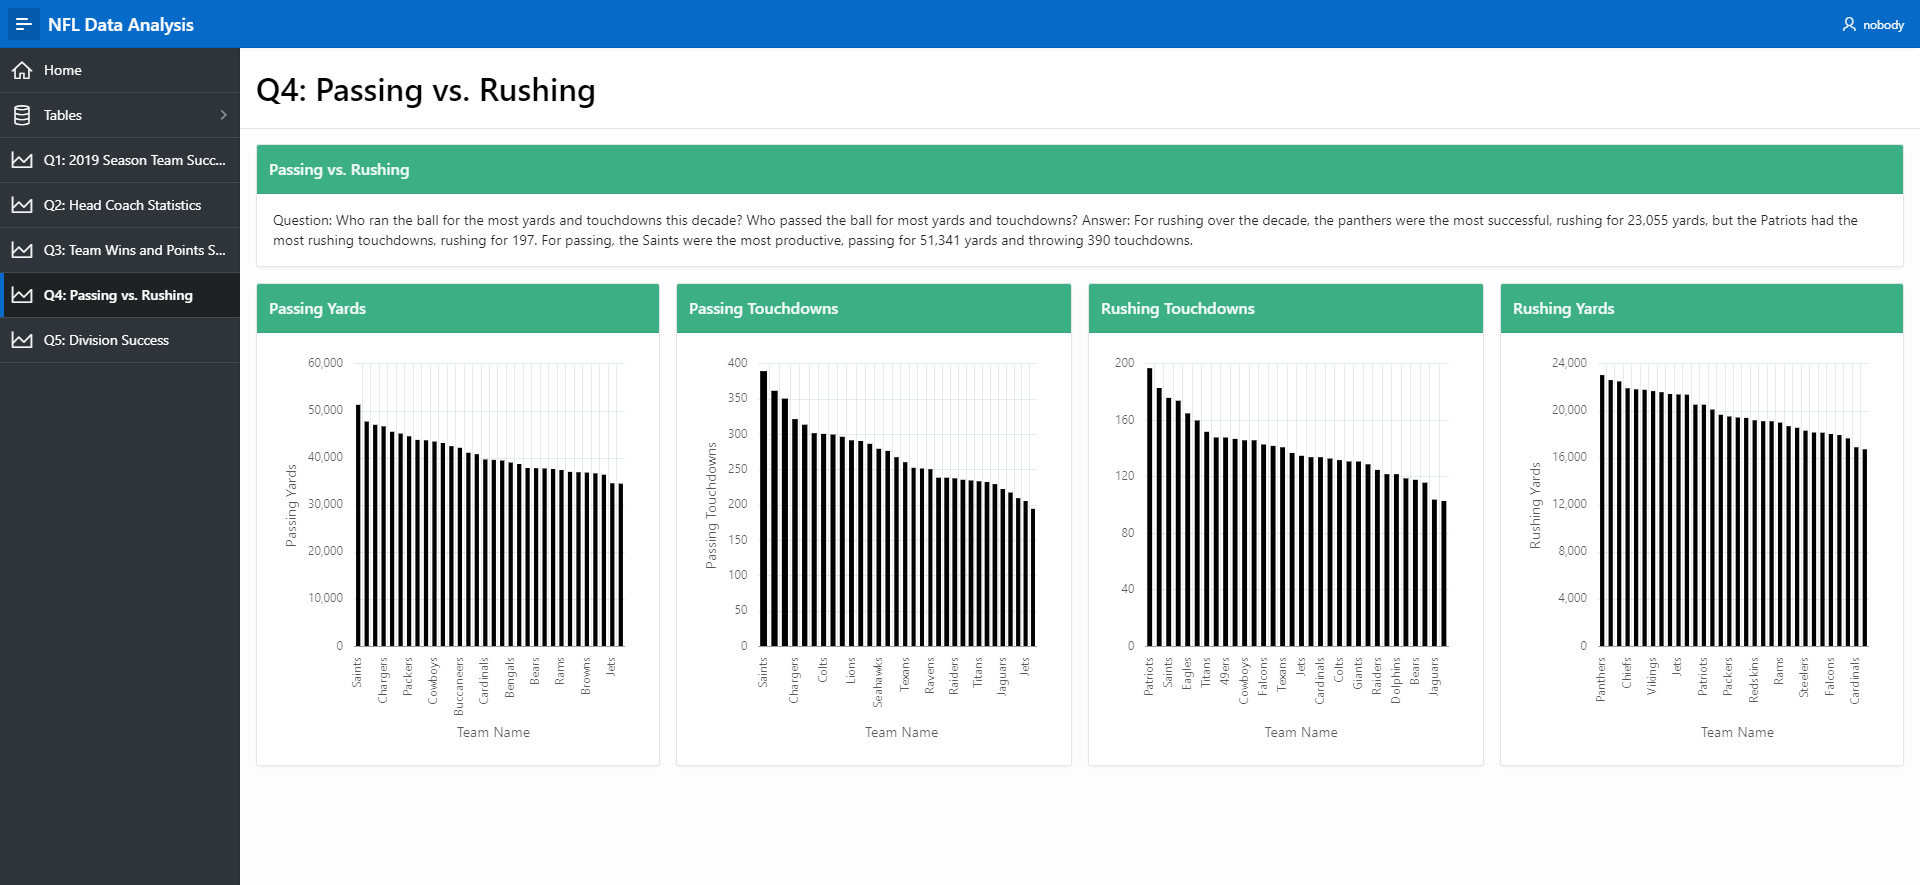 NFL Data Analysis
nobody
Home
Tables
Q1: 2019 Season Team Succ...
Q2: Head Coach Statistics
Q3: Team Wins and Points S...
Q4: Passing vs. Rushing
Q5: Division Success
Q4: Passing vs. Rushing
Passing vs. Rushing
Question: Who ran the ball for the most yards and touchdowns this decade? Who passed the ball for most yards and touchdowns? Answer: For rushing over the decade, the panthers were the most successful, rushing for 23,055 yards, but the Patriots had the
most rushing touchdowns, rushing for 197. For passing, the Saints were the most productive, passing for 51,341 yards and throwing 390 touchdowns.
Passing Yards
60,000
50,000
40,000
30,000
20,000
10,000
0
Passing Yards
Saints
Chargers
Packers
Cowboys
Buccaneers
Cardinals
Bengals
Bears
Rams
Browns
Jets
Team Name
Passing Touchdowns
400
350
300
250
200
150
100
50
0
Passing Touchdowns
Saints
Chargers
Colts
Lions
Seahawks
Texans
Ravens
Raiders
Titans
Jaguars
Jets
Team Name
Rushing Touchdowns
200
160
120
80
40
0
Patriots
Saints
Eagles
Titans
49ers
Cowboys
Falcons
Texans
Jets
Cardinals
Colts
Giants
Raiders
Dolphins
Bears
Jaguars
Team Name
Rushing Yards
24,000
20,000
16,000
12,000
8,000
4,000
0
Rushing Yards
Panthers
Chiefs
Vikings
Jets
Patriots
Packers
Redskins
Rams
Steelers
Falcons
Cardinals
Team Name